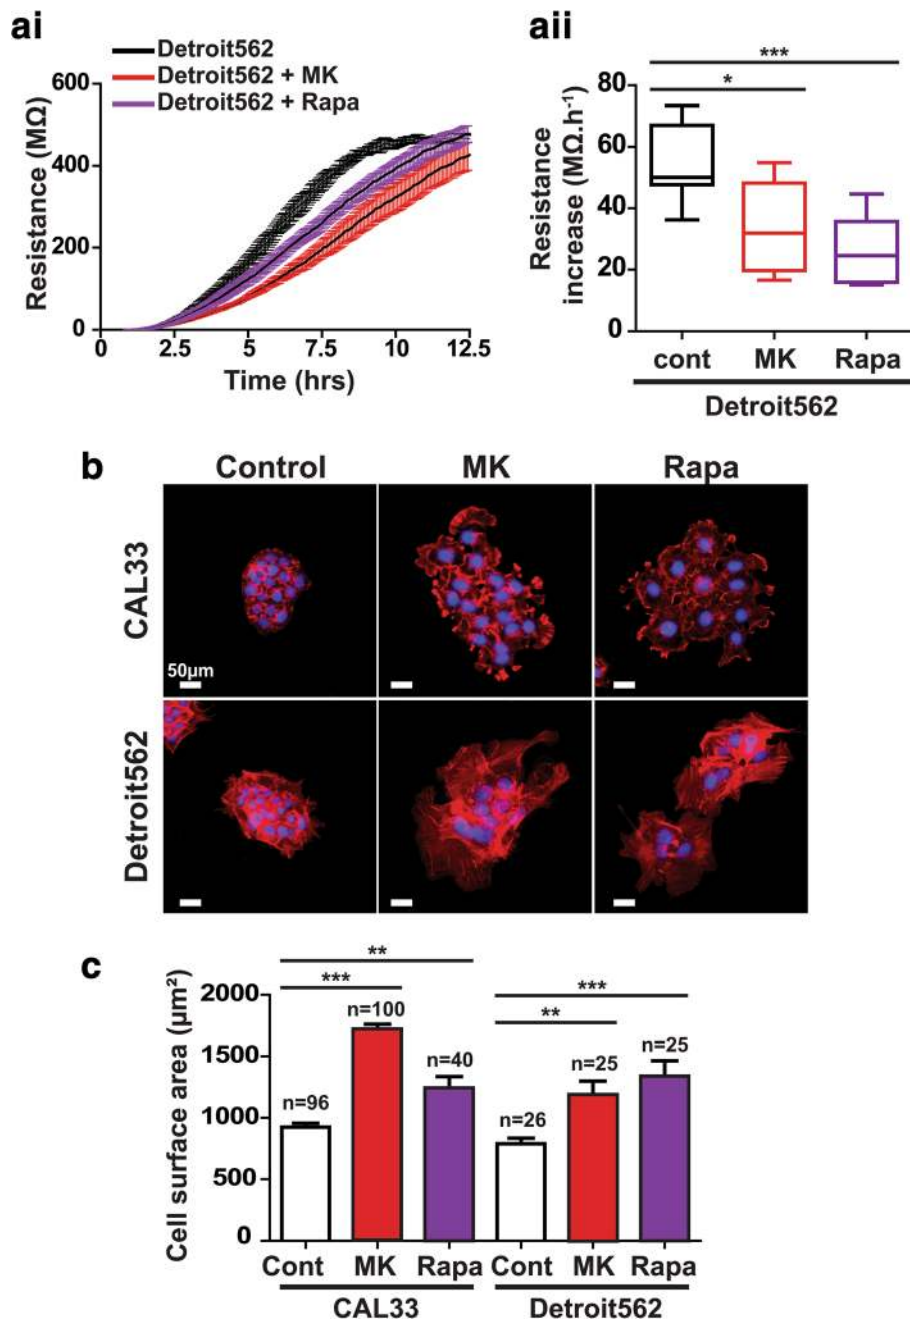 ai
Detroit562
Detroit562 + MK
Detroit562 + Rapa
Resistance (MΩ)
600
400
200
0
0 2.5 5 7.5 10 12.5
Time (hrs)
aii
***
*
Resistance
increase (MΩ.h⁻¹)
80
60
40
20
0
cont MK Rapa
Detroit562
b
Control MK Rapa
CAL33
50µm
Detroit562
c
**
***
***
**
Cell surface area (µm²)
2000
1500
1000
500
0
n=96 n=100 n=40 n=26 n=25 n=25
Cont MK Rapa Cont MK Rapa
CAL33 Detroit562